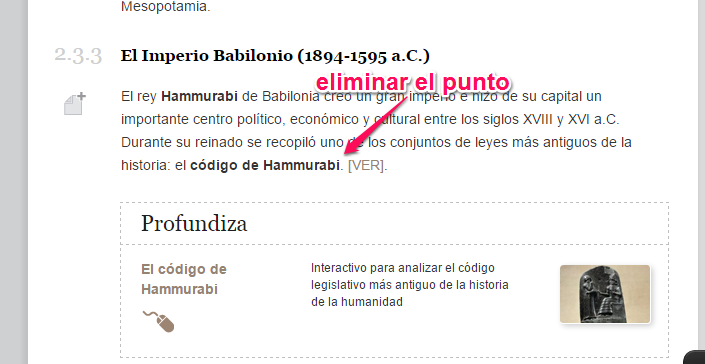 Mesopotamia.
2.3.3 El Imperio Babilonio (1894-1595 a.C.)
eliminar el punto
El rey Hammurabi de Babilonia creó un gran imperio e hizo de su capital un
importante centro político, económico y cultural entre los siglos XVIII y XVI a.C.
Durante su reinado se recopiló uno de los conjuntos de leyes más antiguos de la
historia: el código de Hammurabi. [VER].
Profundiza
El código de
Hammurabi
Interactivo para analizar el código
legislativo más antiguo de la historia
de la humanidad